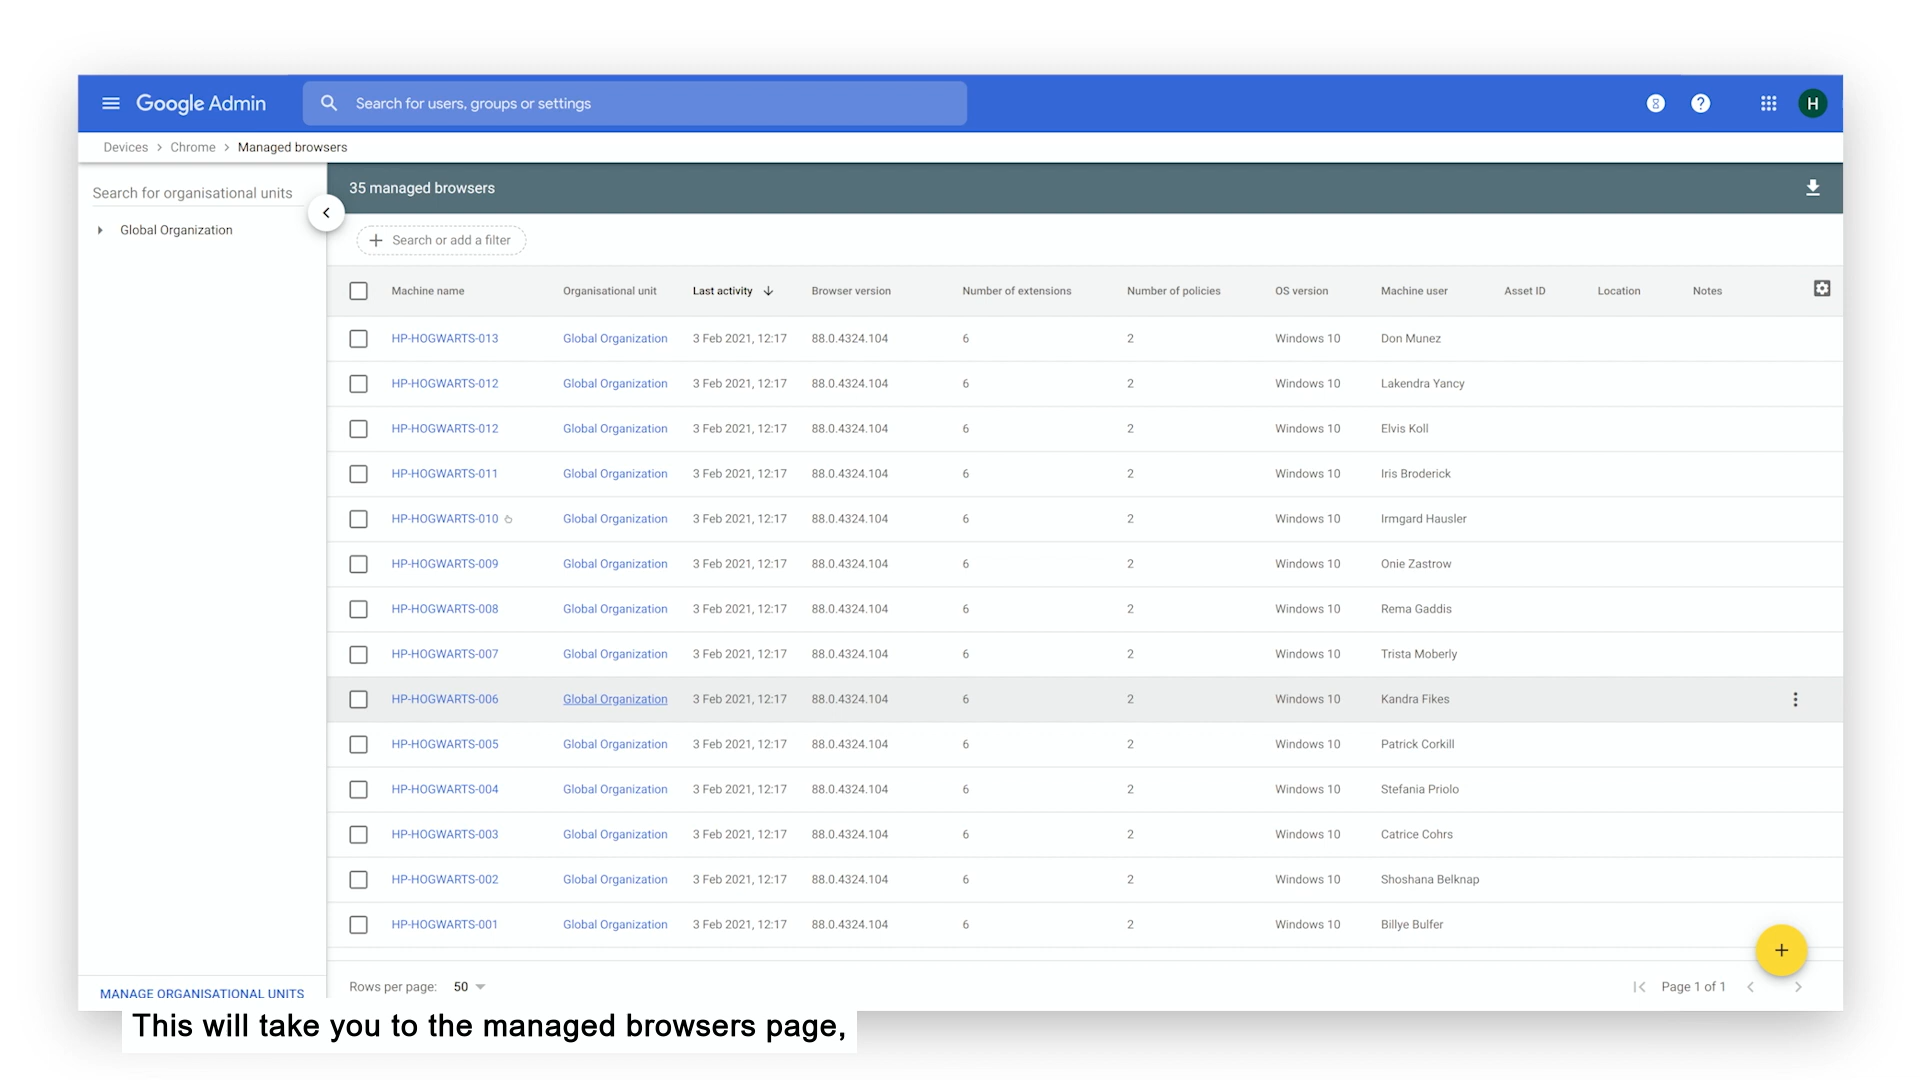 Google Admin Search for users, groups or settings H
Devices > Chrome > Managed browsers
Search for organisational units
Global Organization
MANAGE ORGANISATIONAL UNITS
35 managed browsers
+ Search or add a filter
Machine name Organisational unit Last activity Browser version Number of extensions Number of policies OS version Machine user Asset ID Location Notes
HP-HOGWARTS-013 Global Organization 3 Feb 2021, 12:17 88.0.4324.104 6 2 Windows 10 Don Munez
HP-HOGWARTS-012 Global Organization 3 Feb 2021, 12:17 88.0.4324.104 6 2 Windows 10 Lakendra Yancy
HP-HOGWARTS-012 Global Organization 3 Feb 2021, 12:17 88.0.4324.104 6 2 Windows 10 Elvis Koll
HP-HOGWARTS-011 Global Organization 3 Feb 2021, 12:17 88.0.4324.104 6 2 Windows 10 Iris Broderick
HP-HOGWARTS-010 Global Organization 3 Feb 2021, 12:17 88.0.4324.104 6 2 Windows 10 Irmgard Hausler
HP-HOGWARTS-009 Global Organization 3 Feb 2021, 12:17 88.0.4324.104 6 2 Windows 10 Onie Zastrow
HP-HOGWARTS-008 Global Organization 3 Feb 2021, 12:17 88.0.4324.104 6 2 Windows 10 Rema Gaddis
HP-HOGWARTS-007 Global Organization 3 Feb 2021, 12:17 88.0.4324.104 6 2 Windows 10 Trista Moberly
HP-HOGWARTS-006 Global Organization 3 Feb 2021, 12:17 88.0.4324.104 6 2 Windows 10 Kandra Fikes
HP-HOGWARTS-005 Global Organization 3 Feb 2021, 12:17 88.0.4324.104 6 2 Windows 10 Patrick Corkill
HP-HOGWARTS-004 Global Organization 3 Feb 2021, 12:17 88.0.4324.104 6 2 Windows 10 Stefania Priolo
HP-HOGWARTS-003 Global Organization 3 Feb 2021, 12:17 88.0.4324.104 6 2 Windows 10 Catrice Cohrs
HP-HOGWARTS-002 Global Organization 3 Feb 2021, 12:17 88.0.4324.104 6 2 Windows 10 Shoshana Belknap
HP-HOGWARTS-001 Global Organization 3 Feb 2021, 12:17 88.0.4324.104 6 2 Windows 10 Billye Bulfer
Rows per page: 50 Page 1 of 1
This will take you to the managed browsers page,